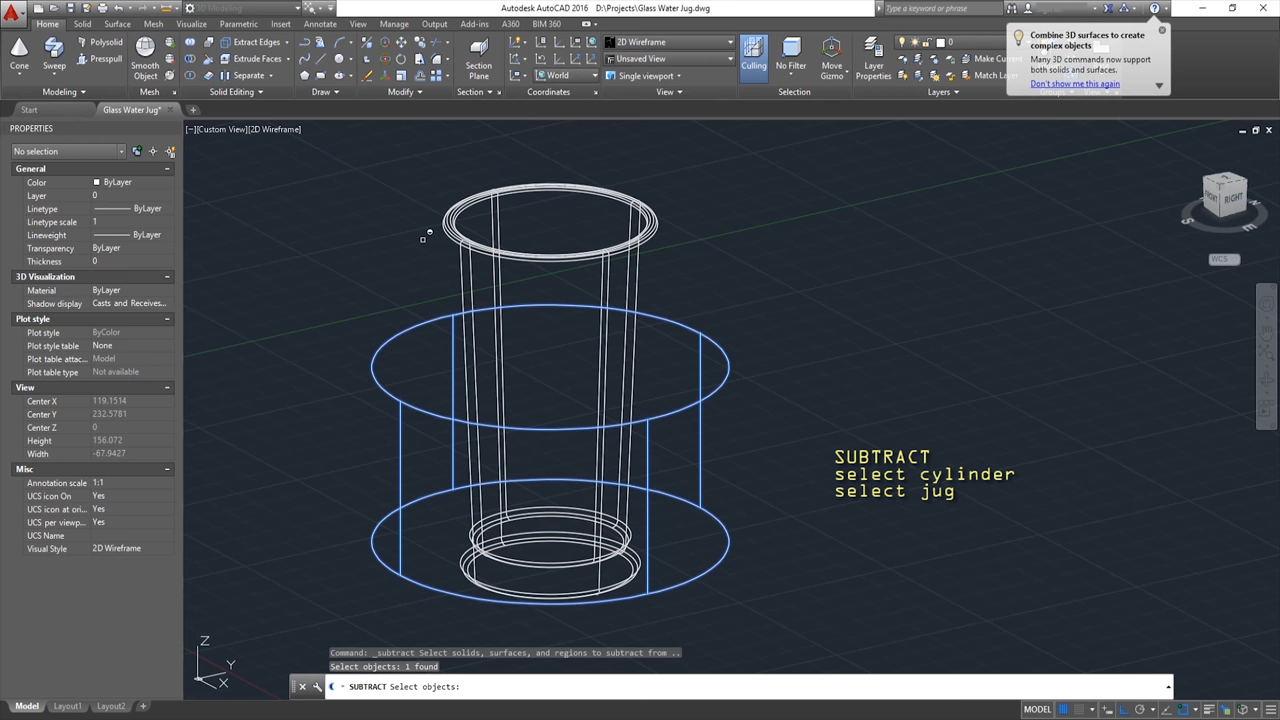 3D Modeling
Autodesk AutoCAD 2016 D:\Projects\Glass Water Jug.dwg
Type a keyword or phrase
Home Solid Surface Mesh Visualize Parametric Insert Annotate View Manage Output Add-ins A360 BIM 360
Cone
Sweep
Polysolid
Presspull
Modeling
Smooth
Object
Mesh
Extract Edges
Extrude Faces
Separate
Solid Editing
Draw
Modify
Section
Plane
Section
World
Coordinates
2D Wireframe
Unsaved View
Single viewport
View
Culling
No Filter
Move
Gizmo
Selection
Layer
Properties
0
Make Current
Match Layer
Layers
Combine 3D surfaces to create
complex objects
Many 3D commands now support
both solids and surfaces.
Don't show me this again
Start
Glass Water Jug*
PROPERTIES
No selection
General
Color ByLayer
Layer 0
Linetype ByLayer
Linetype scale 1
Lineweight ByLayer
Transparency ByLayer
Thickness 0
3D Visualization
Material ByLayer
Shadow display Casts and Receives...
Plot style
Plot style ByColor
Plot style table None
Plot table attac... Model
Plot table type Not available
View
Center X 119.1514
Center Y 232.5781
Center Z 0
Height 156.072
Width -67.9427
Misc
Annotation scale 1:1
UCS icon On Yes
UCS icon at ori... Yes
UCS per viewp... Yes
UCS Name
Visual Style 2D Wireframe
[−][Custom View][2D Wireframe]
FRONT RIGHT
S E
WCS
SUBTRACT
select cylinder
select jug
Z
Y
X
Command: _subtract Select solids, surfaces, and regions to subtract from ..
Select objects: 1 found
SUBTRACT Select objects:
Model Layout1 Layout2
MODEL